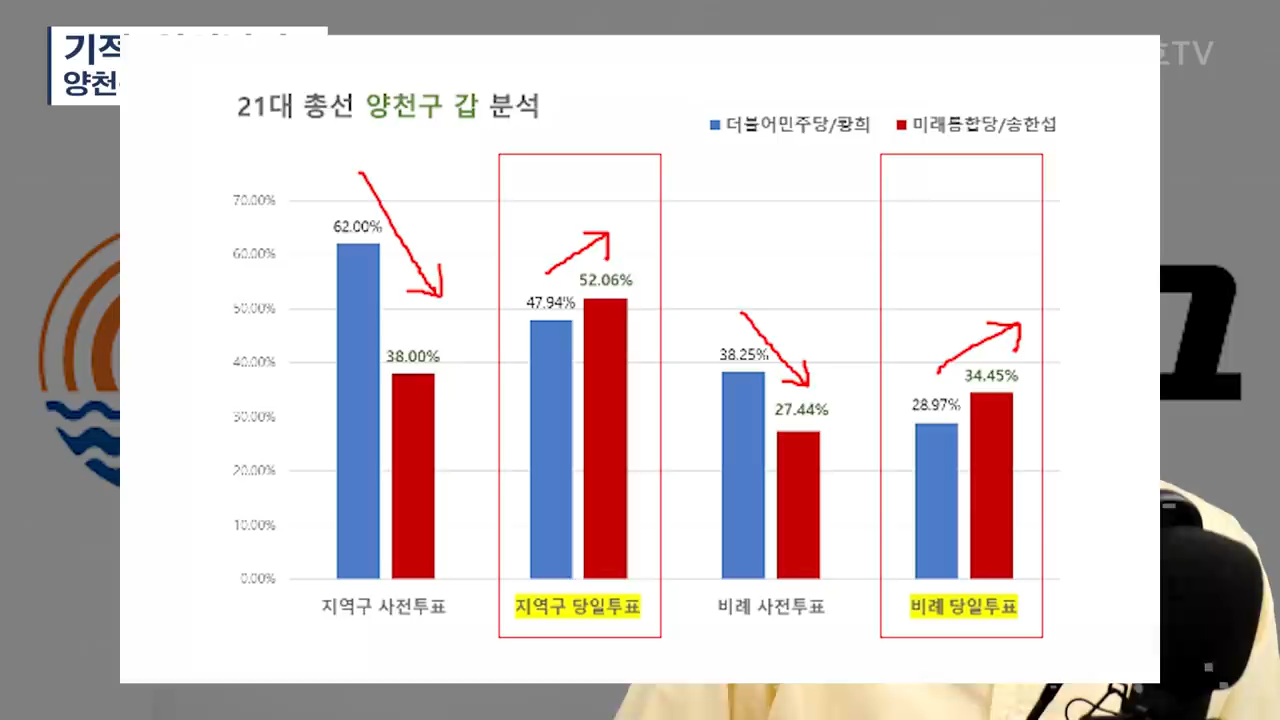 기적
양천
TV
21대 총선 양천구 갑 분석
더불어민주당/황희
미래통합당/송한섭
70.00%
60.00%
50.00%
40.00%
30.00%
20.00%
10.00%
0.00%
62.00%
38.00%
47.94%
52.06%
38.25%
27.44%
28.97%
34.45%
지역구 사전투표
지역구 당일투표
비례 사전투표
비례 당일투표